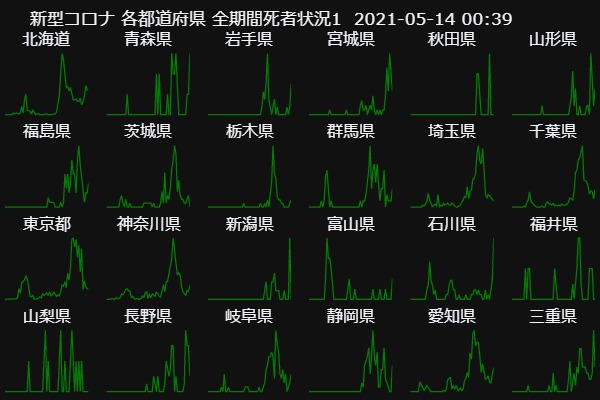 新型コロナ 各都道府県 全期間死者状況1 2021-05-14 00:39
北海道 青森県 岩手県 宮城県 秋田県 山形県
福島県 茨城県 栃木県 群馬県 埼玉県 千葉県
東京都 神奈川県 新潟県 富山県 石川県 福井県
山梨県 長野県 岐阜県 静岡県 愛知県 三重県